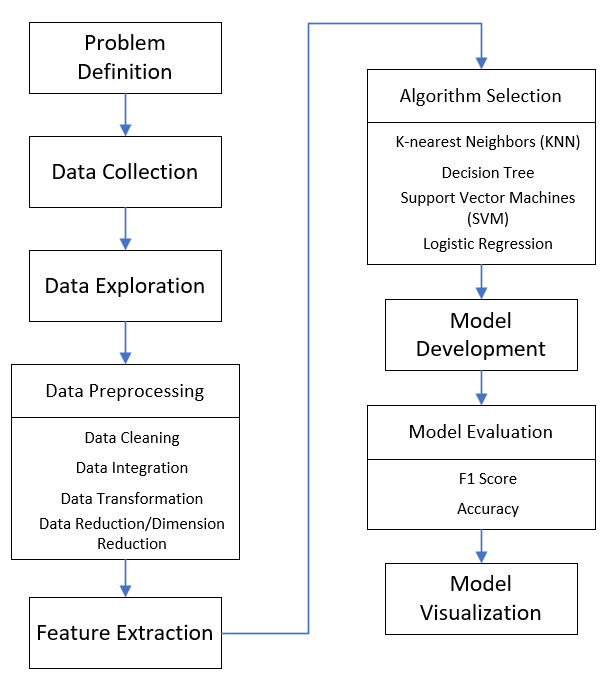 Problem
Definition
Data Collection
Data Exploration
Data Preprocessing
Data Cleaning
Data Integration
Data Transformation
Data Reduction/Dimension
Reduction
Feature Extraction
Algorithm Selection
K-nearest Neighbors (KNN)
Decision Tree
Support Vector Machines
(SVM)
Logistic Regression
Model
Development
Model Evaluation
F1 Score
Accuracy
Model
Visualization